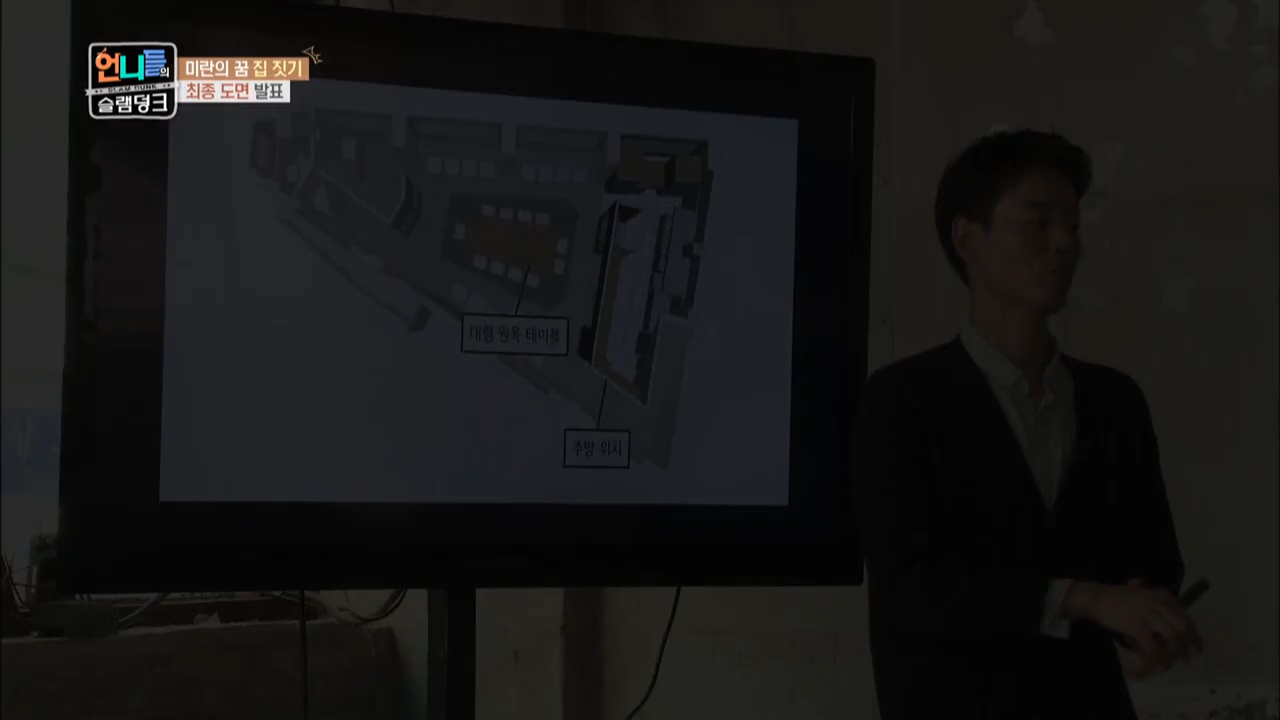 언니들의
SLAM DUNK
슬램덩크
미란의 꿈 집 짓기
최종 도면 발표
대형 원목 테이블
주방 위치